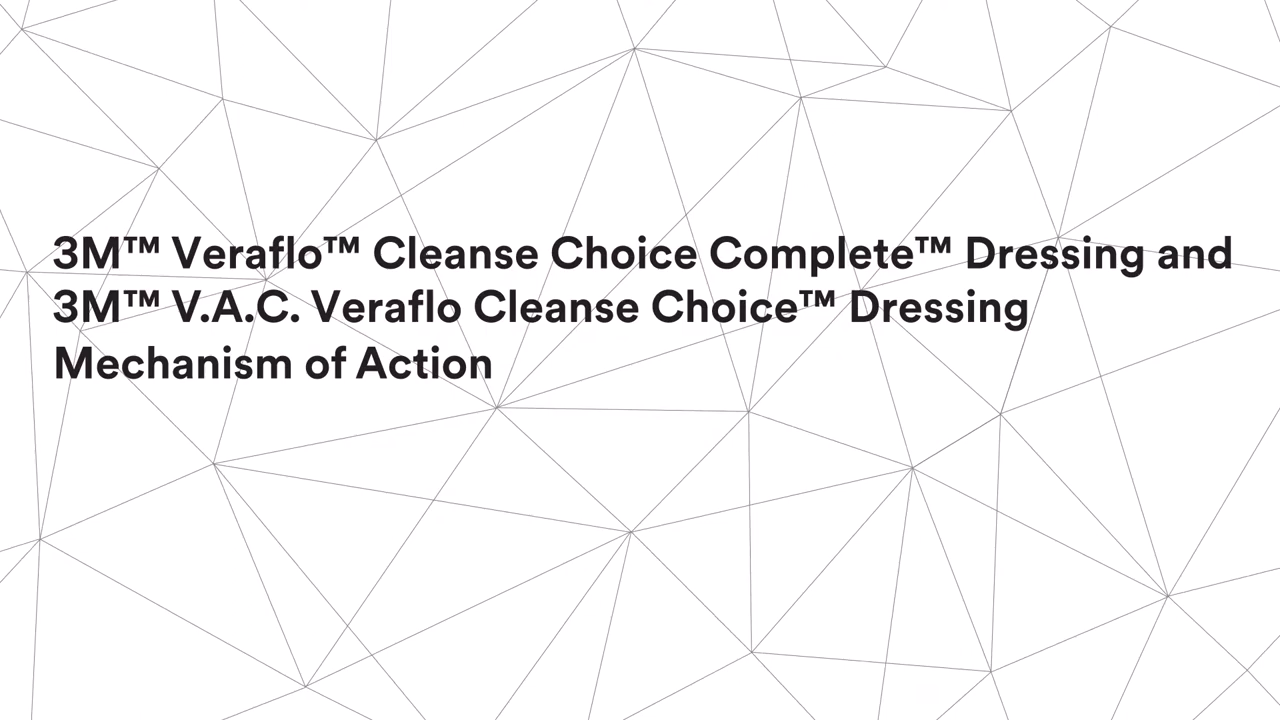 3M™ Veraflo™ Cleanse Choice Complete™ Dressing and
3M™ V.A.C. Veraflo Cleanse Choice™ Dressing
Mechanism of Action